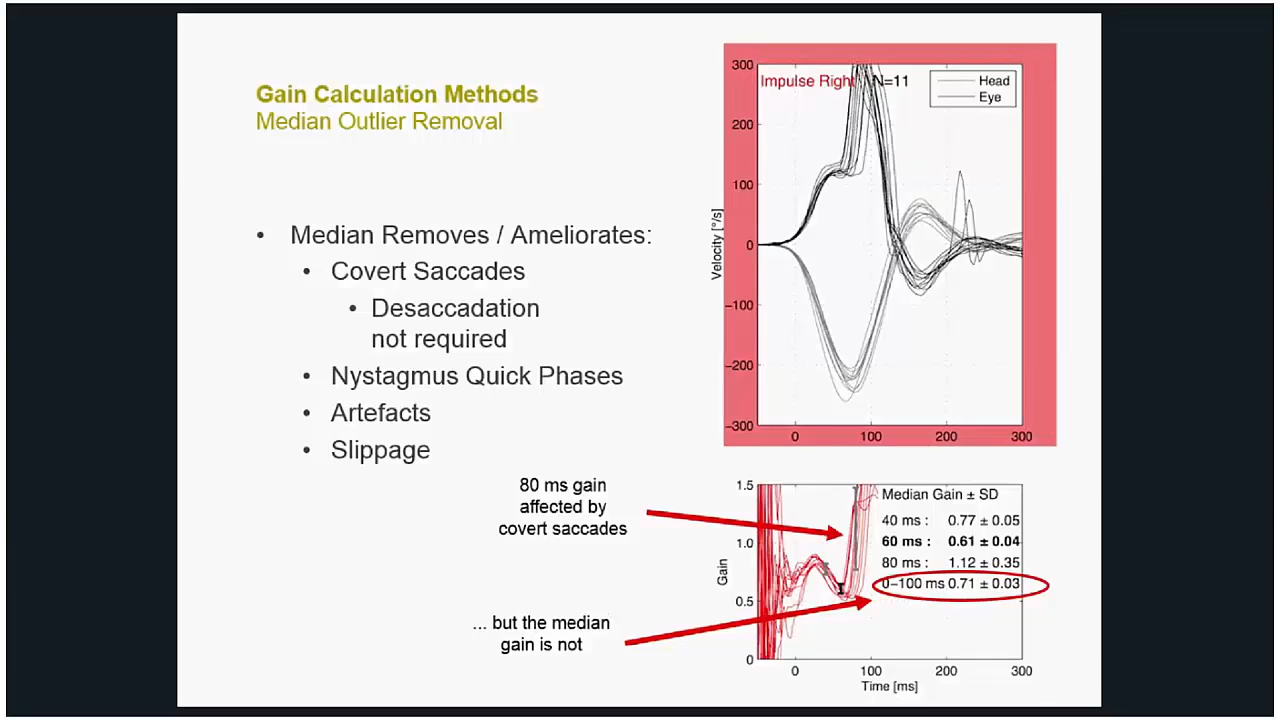 Gain Calculation Methods
Median Outlier Removal
• Median Removes / Ameliorates:
• Covert Saccades
• Desaccadation
not required
• Nystagmus Quick Phases
• Artefacts
• Slippage
80 ms gain
affected by
covert saccades
... but the median
gain is not
Impulse Right N=11
Head
Eye
Velocity [°/s]
300
200
100
0
−100
−200
−300
0 100 200 300
Median Gain ± SD
40 ms : 0.77 ± 0.05
60 ms : 0.61 ± 0.04
80 ms : 1.12 ± 0.35
0−100 ms 0.71 ± 0.03
Gain
1.5
1.0
0.5
0
0 100 200 300
Time [ms]